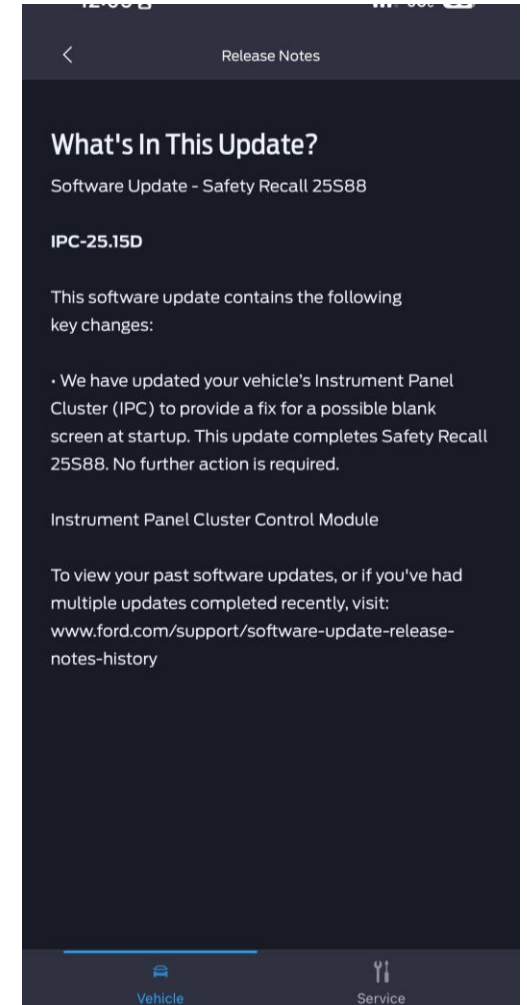 Release Notes
What's In This Update?
Software Update - Safety Recall 25S88
IPC-25.15D
This software update contains the following
key changes:
• We have updated your vehicle's Instrument Panel
Cluster (IPC) to provide a fix for a possible blank
screen at startup. This update completes Safety Recall
25S88. No further action is required.
Instrument Panel Cluster Control Module
To view your past software updates, or if you've had
multiple updates completed recently, visit:
www.ford.com/support/software-update-release-
notes-history
Vehicle
Service